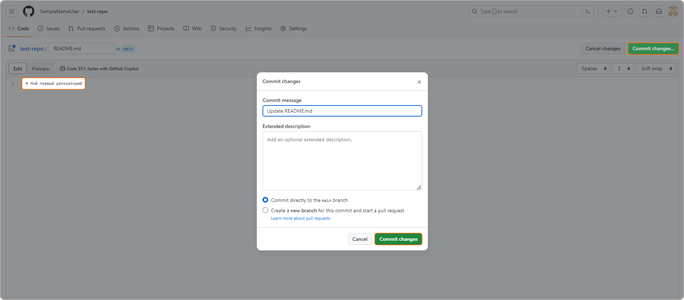 SampleNameUser / test-repo
Type / to search
Code Issues Pull requests Actions Projects Wiki Security Insights Settings
test-repo / README.md in main
Cancel changes Commit changes...
Edit Preview Code 55% faster with GitHub Copilot
Spaces 2 Soft wrap
1 # Мой первый репозиторий
Commit changes
Commit message
Update README.md
Extended description
Add an optional extended description..
Commit directly to the main branch
Create a new branch for this commit and start a pull request
Learn more about pull requests
Cancel Commit changes